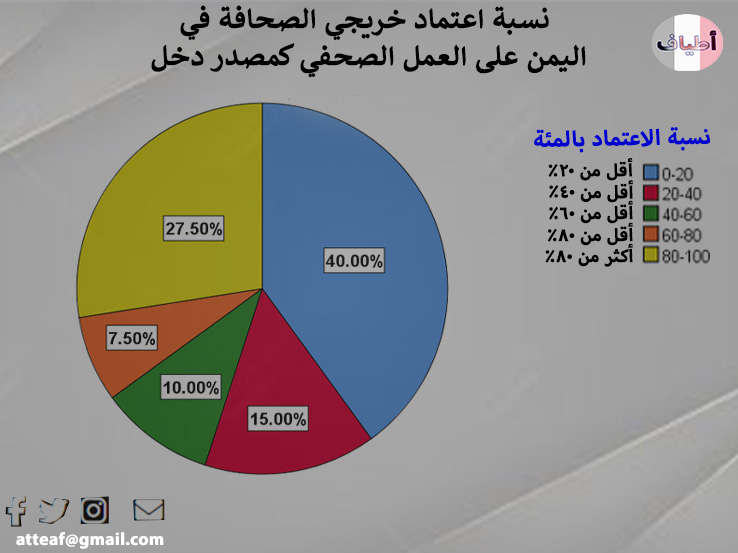 نسبة اعتماد خريجي الصحافة في
اليمن على العمل الصحفي كمصدر دخل
أطياف
نسبة الاعتماد بالمئة
أقل من ٢٠٪ 0-20
أقل من ٤٠٪ 20-40
أقل من ٦٠٪ 40-60
أقل من ٨٠٪ 60-80
أكثر من ٨٠٪ 80-100
27.50%
40.00%
7.50%
10.00%
15.00%
atteaf@gmail.com